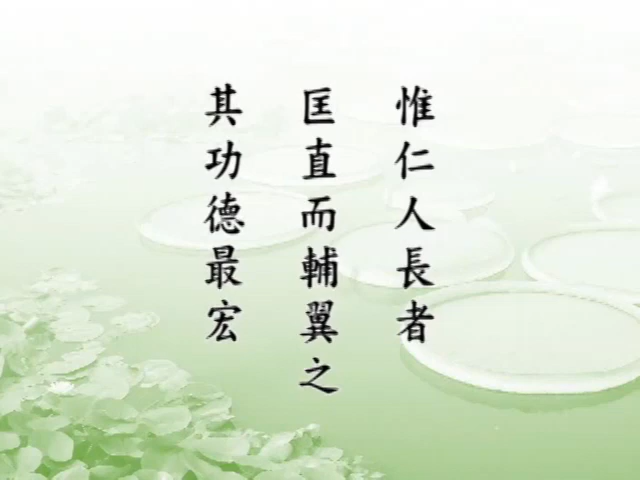 惟仁人長者
匡直而輔翼之
其功德最宏